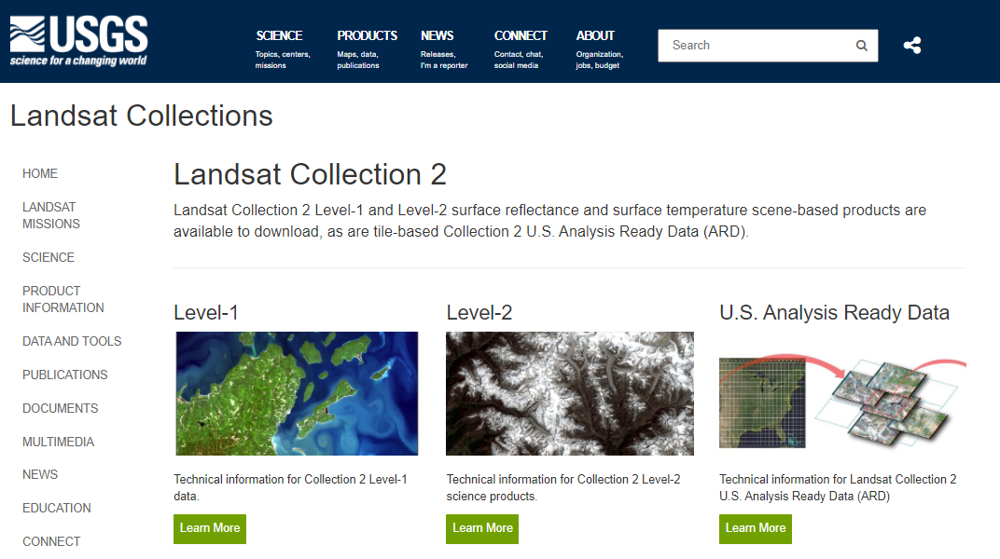 USGS
science for a changing world
SCIENCE
Topics, centers,
missions
PRODUCTS
Maps, data,
publications
NEWS
Releases,
I'm a reporter
CONNECT
Contact, chat,
social media
ABOUT
Organization,
jobs, budget
Search
Landsat Collections
HOME
LANDSAT
MISSIONS
SCIENCE
PRODUCT
INFORMATION
DATA AND TOOLS
PUBLICATIONS
DOCUMENTS
MULTIMEDIA
NEWS
EDUCATION
CONNECT
Landsat Collection 2
Landsat Collection 2 Level-1 and Level-2 surface reflectance and surface temperature scene-based products are
available to download, as are tile-based Collection 2 U.S. Analysis Ready Data (ARD).
Level-1
Technical information for Collection 2 Level-1
data.
Learn More
Level-2
Technical information for Collection 2 Level-2
science products.
Learn More
U.S. Analysis Ready Data
Technical information for Landsat Collection 2
U.S. Analysis Ready Data (ARD)
Learn More